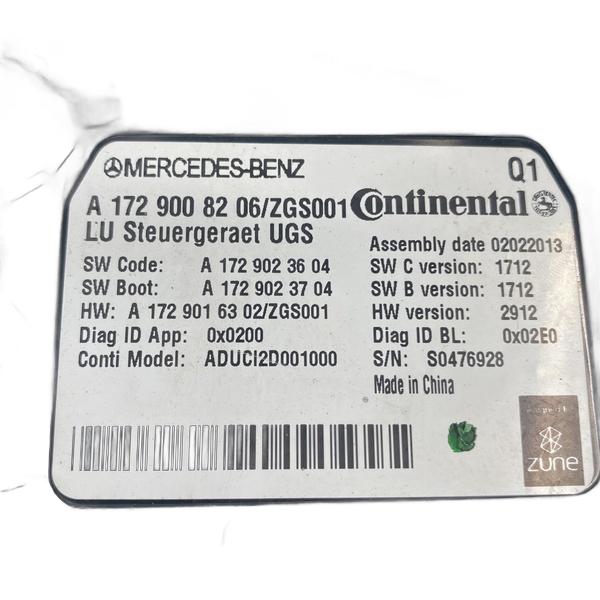 MERCEDES-BENZ
Q1
A 172 900 82 06/ZGS001
Continental
LU Steuergeraet UGS
Assembly date 02022013
SW Code: A 172 902 36 04
SW C version: 1712
SW Boot: A 172 902 37 04
SW B version: 1712
HW: A 172 901 63 02/ZGS001
HW version: 2912
Diag ID App: 0x0200
Diag ID BL: 0x02E0
Conti Model: ADUCI2D001000
S/N: S0476928
Made in China
expert
zune